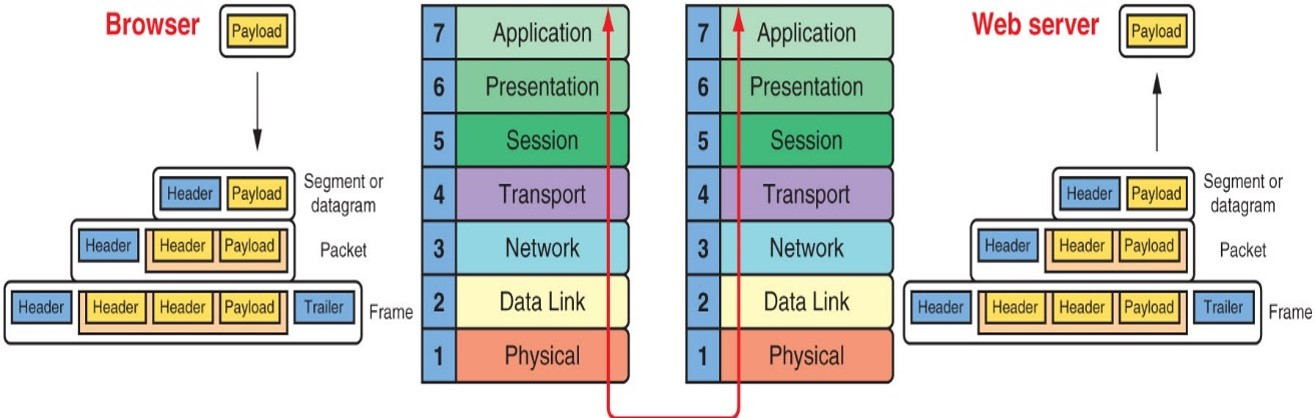 Browser
Payload
Header Payload
Segment or
datagram
Header Header Payload
Packet
Header Header Header Payload Trailer
Frame
7 Application
6 Presentation
5 Session
4 Transport
3 Network
2 Data Link
1 Physical
7 Application
6 Presentation
5 Session
4 Transport
3 Network
2 Data Link
1 Physical
Web server
Payload
Header Payload
Segment or
datagram
Header Header Payload
Packet
Header Header Header Payload Trailer
Frame